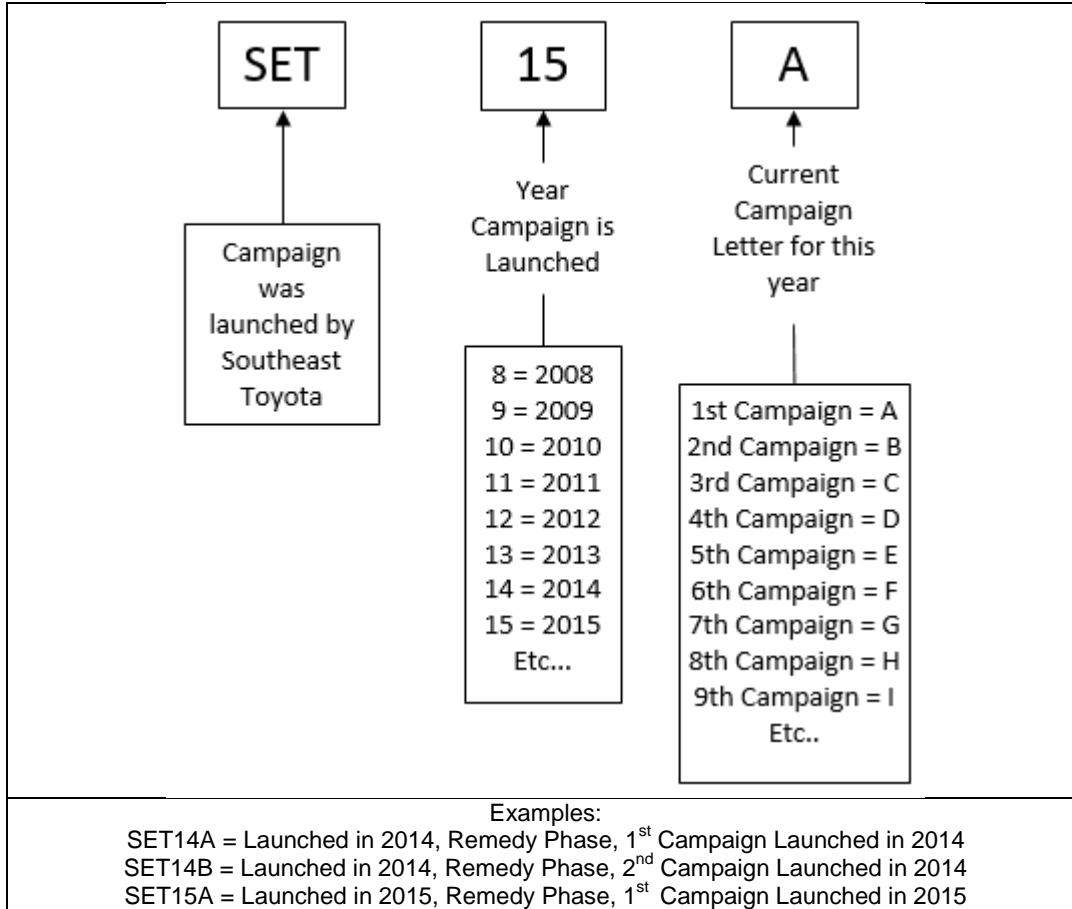 SET 15 A
Campaign
was
launched by
Southeast
Toyota
Year
Campaign is
Launched
8 = 2008
9 = 2009
10 = 2010
11 = 2011
12 = 2012
13 = 2013
14 = 2014
15 = 2015
Etc...
Current
Campaign
Letter for this
year
1st Campaign = A
2nd Campaign = B
3rd Campaign = C
4th Campaign = D
5th Campaign = E
6th Campaign = F
7th Campaign = G
8th Campaign = H
9th Campaign = I
Etc..
Examples:
SET14A = Launched in 2014, Remedy Phase, 1st Campaign Launched in 2014
SET14B = Launched in 2014, Remedy Phase, 2nd Campaign Launched in 2014
SET15A = Launched in 2015, Remedy Phase, 1st Campaign Launched in 2015